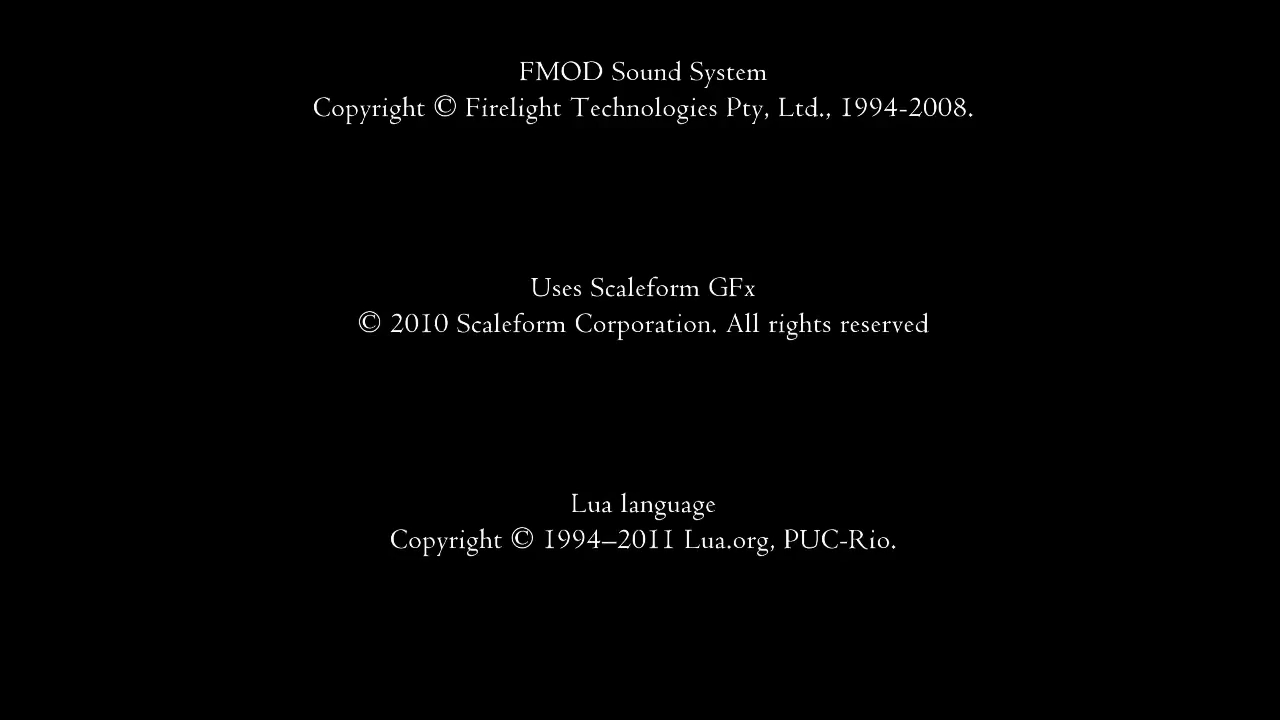 FMOD Sound System
Copyright © Firelight Technologies Pty, Ltd., 1994-2008.
Uses Scaleform GFx
© 2010 Scaleform Corporation. All rights reserved
Lua language
Copyright © 1994–2011 Lua.org, PUC-Rio.